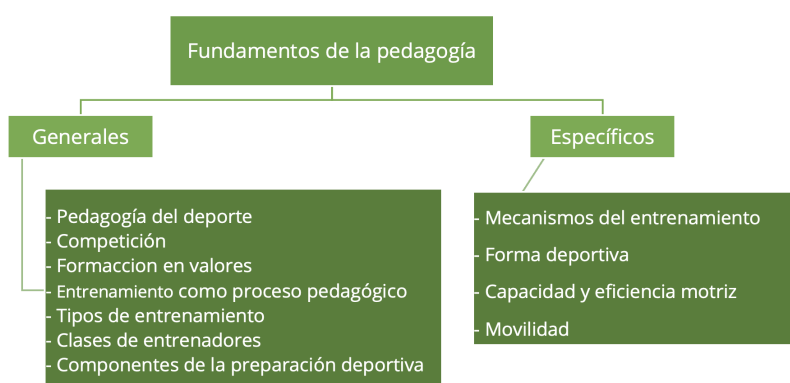 Fundamentos de la pedagogía
Generales
Específicos
- Pedagogía del deporte
- Competición
- Formaccion en valores
- Entrenamiento como proceso pedagógico
- Tipos de entrenamiento
- Clases de entrenadores
- Componentes de la preparación deportiva
- Mecanismos del entrenamiento
- Forma deportiva
- Capacidad y eficiencia motriz
- Movilidad